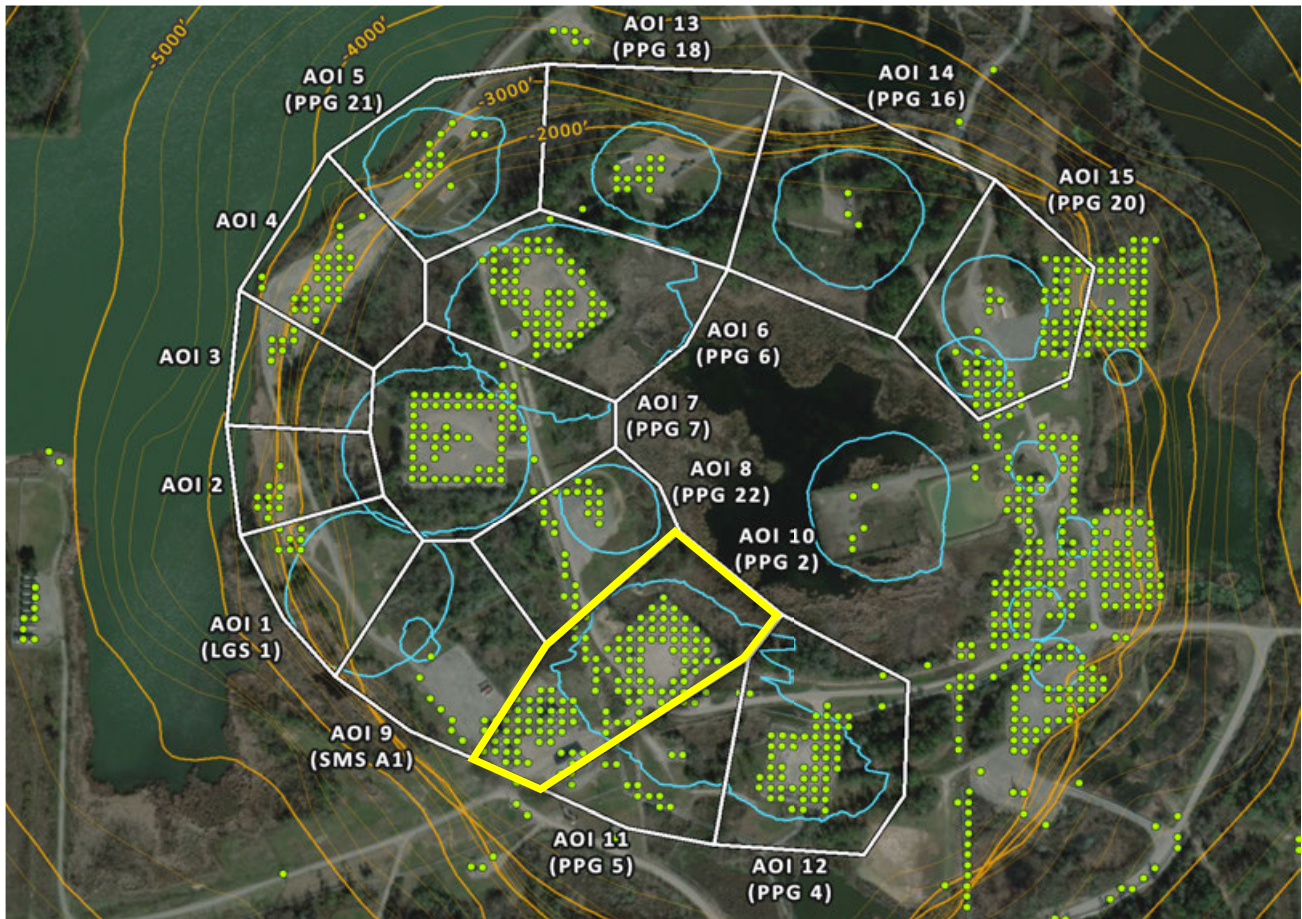 -5000'
-4000'
AOI 13
(PPG 18)
AOI 5
(PPG 21)
AOI 14
(PPG 16)
-3000'
-2000'
AOI 15
(PPG 20)
AOI 4
AOI 3
AOI 6
(PPG 6)
AOI 7
(PPG 7)
AOI 8
(PPG 22)
AOI 2
AOI 10
(PPG 2)
AOI 1
(LGS 1)
AOI 9
(SMS A1)
AOI 11
(PPG 5)
AOI 12
(PPG 4)